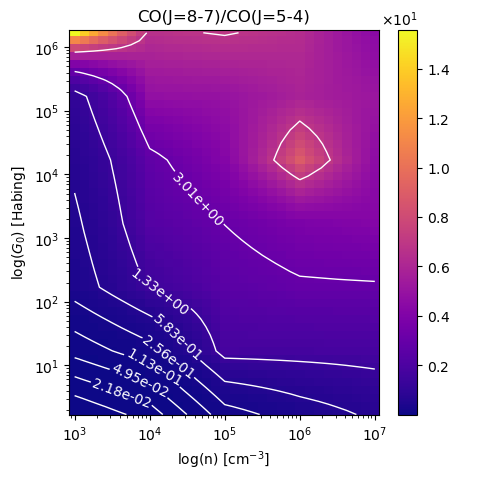 CO(J=8-7)/CO(J=5-4)
×10¹
10⁶
10⁵
10⁴
10³
10²
10¹
log(G₀) [Habing]
3.01e+00
1.33e+00
5.83e-01
2.56e-01
1.13e-01
4.95e-02
2.18e-02
10³ 10⁴ 10⁵ 10⁶ 10⁷
log(n) [cm⁻³]
1.4
1.2
1.0
0.8
0.6
0.4
0.2